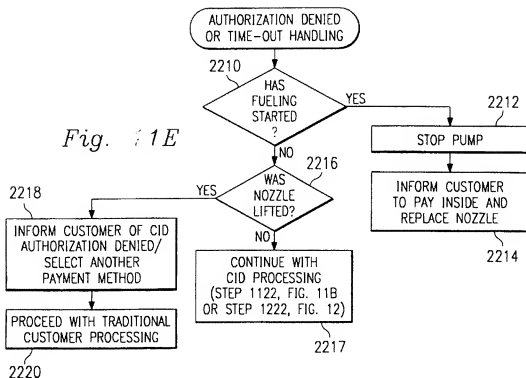 AUTHORIZATION DENIED
OR TIME-OUT HANDLING
2210
HAS
FUELING
STARTED
?
YES
2212
STOP PUMP
Fig. 1E
NO
2216
INFORM CUSTOMER
TO PAY INSIDE AND
REPLACE NOZZLE
2214
WAS
NOZZLE
LIFTED?
YES
2218
INFORM CUSTOMER OF CID
AUTHORIZATION DENIED/
SELECT ANOTHER
PAYMENT METHOD
NO
CONTINUE WITH
CID PROCESSING
(STEP 1122, FIG. 11B
OR STEP 1222, FIG. 12)
2217
PROCEED WITH TRADITIONAL
CUSTOMER PROCESSING
2220